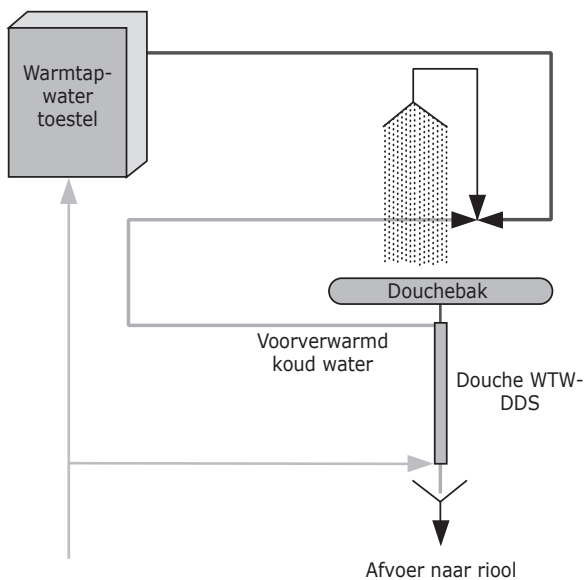 Warmtap-
water
toestel
Douchebak
Voorverwarmd
koud water
Douche WTW-
DDS
Afvoer naar riool